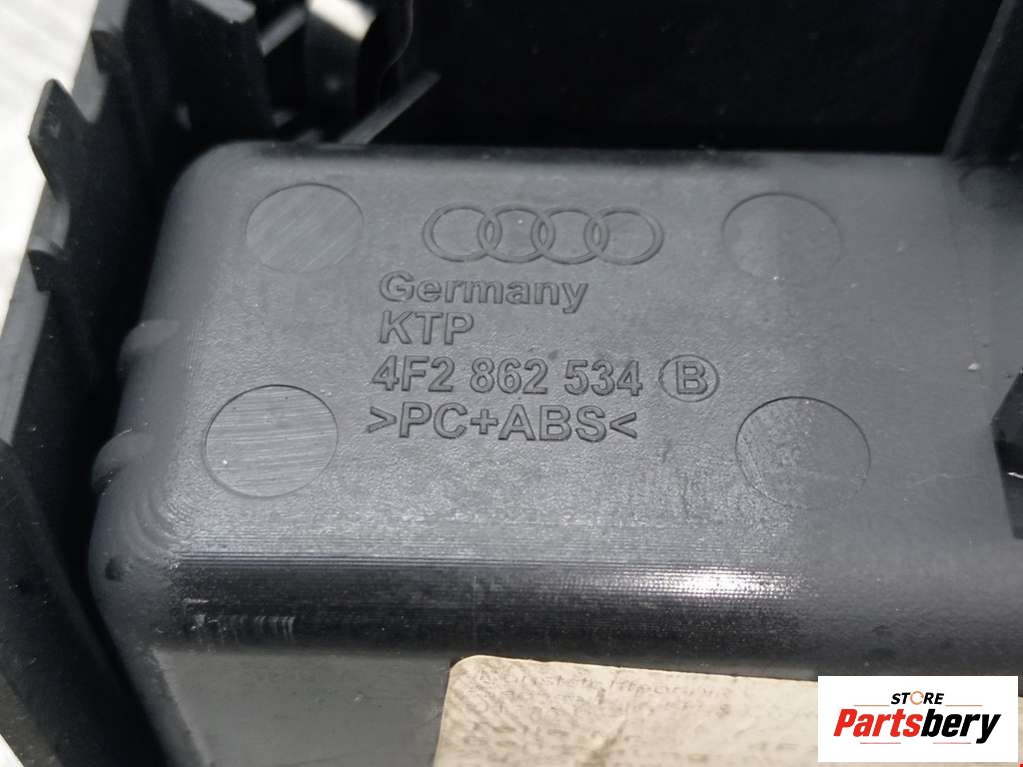 Germany
KTP
4F2 862 534 B
>PC+ABS<
STORE
Partsbery